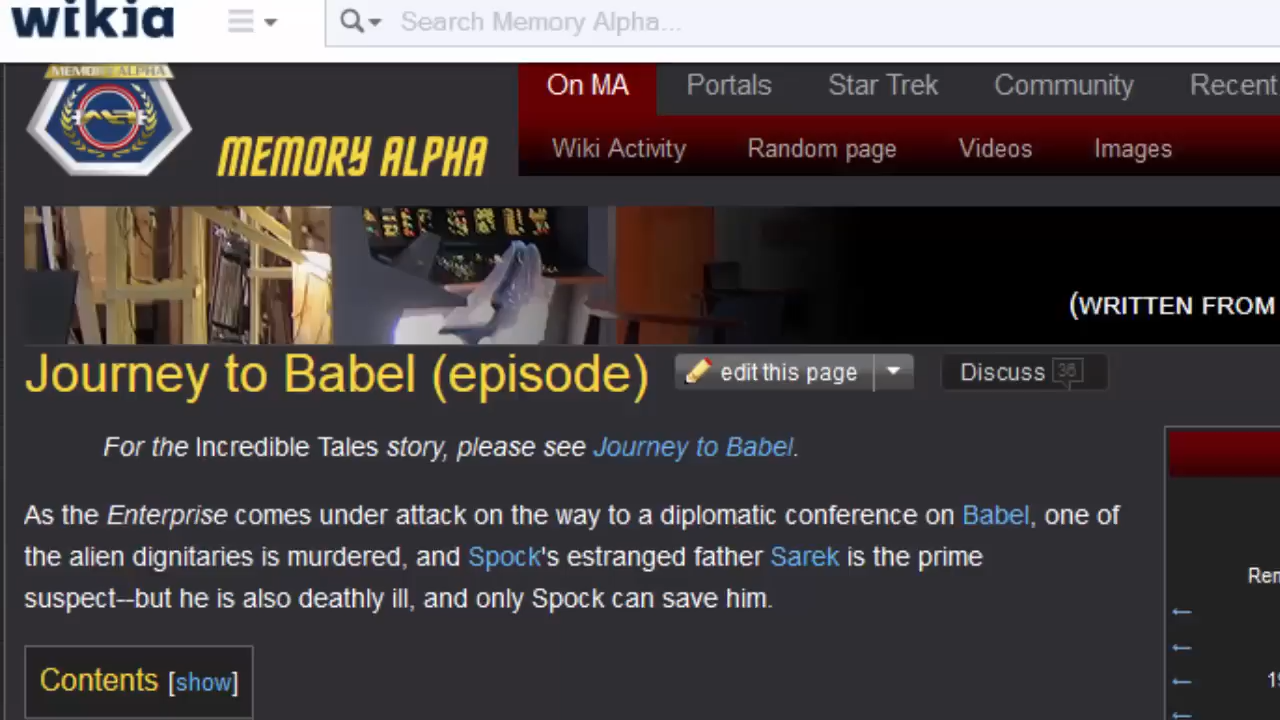 wikia
Search Memory Alpha...
MEMORY ALPHA
On MA Portals Star Trek Community Recent
MEMORY ALPHA
Wiki Activity Random page Videos Images
(WRITTEN FROM
Journey to Babel (episode) edit this page Discuss 36
For the Incredible Tales story, please see Journey to Babel.
As the Enterprise comes under attack on the way to a diplomatic conference on Babel, one of
the alien dignitaries is murdered, and Spock's estranged father Sarek is the prime
suspect--but he is also deathly ill, and only Spock can save him.
Contents [show]